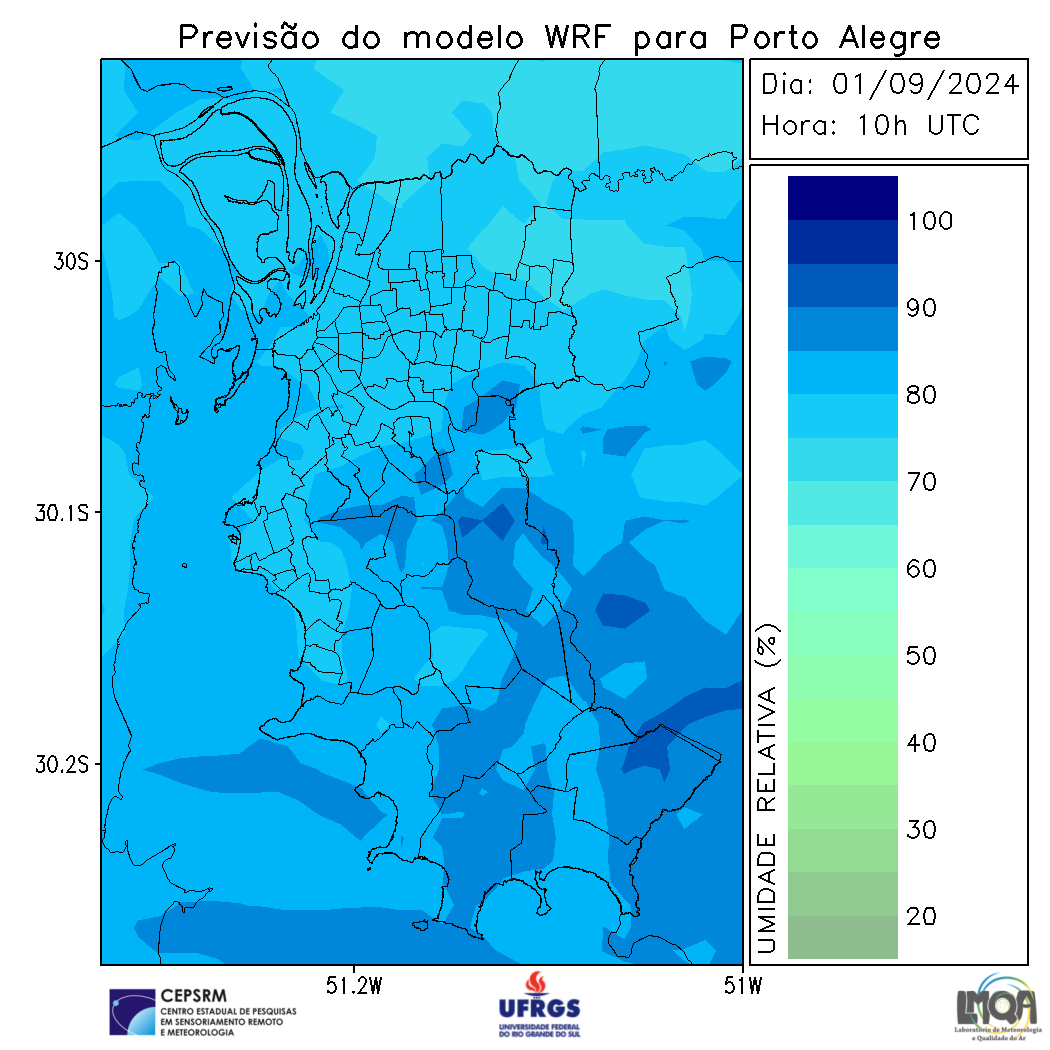 Previsão do modelo WRF para Porto Alegre
Dia: 01/09/2024
Hora: 10h UTC
30S
30.1S
30.2S
51.2W
51W
100
90
80
70
60
50
40
30
20
UMIDADE RELATIVA (%)
CEPSRM
CENTRO ESTADUAL DE PESQUISAS
EM SENSORIAMENTO REMOTO
E METEOROLOGIA
UFRGS
UNIVERSIDADE FEDERAL
DO RIO GRANDE DO SUL
LMQA
Laboratório de Meteorologia
e Qualidade do Ar